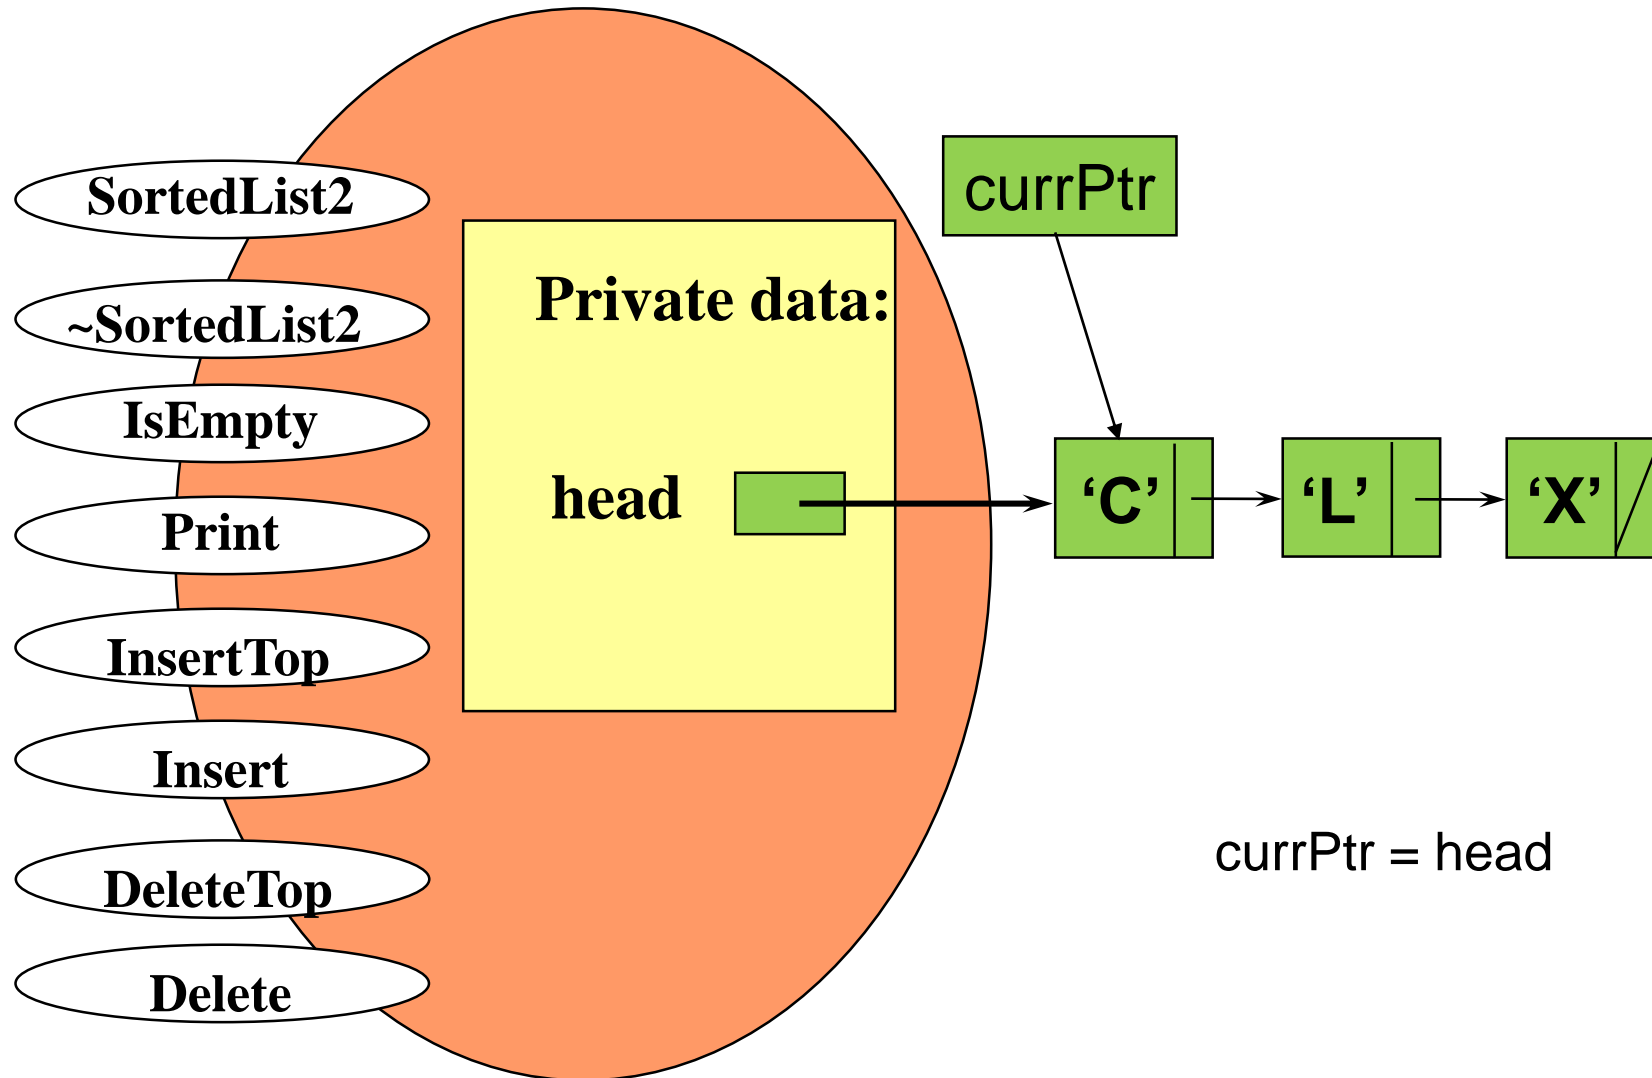 SortedList2
~SortedList2
IsEmpty
Print
InsertTop
Insert
DeleteTop
Delete
Private data:
head
currPtr
‘C’
‘L’
‘X’
currPtr = head